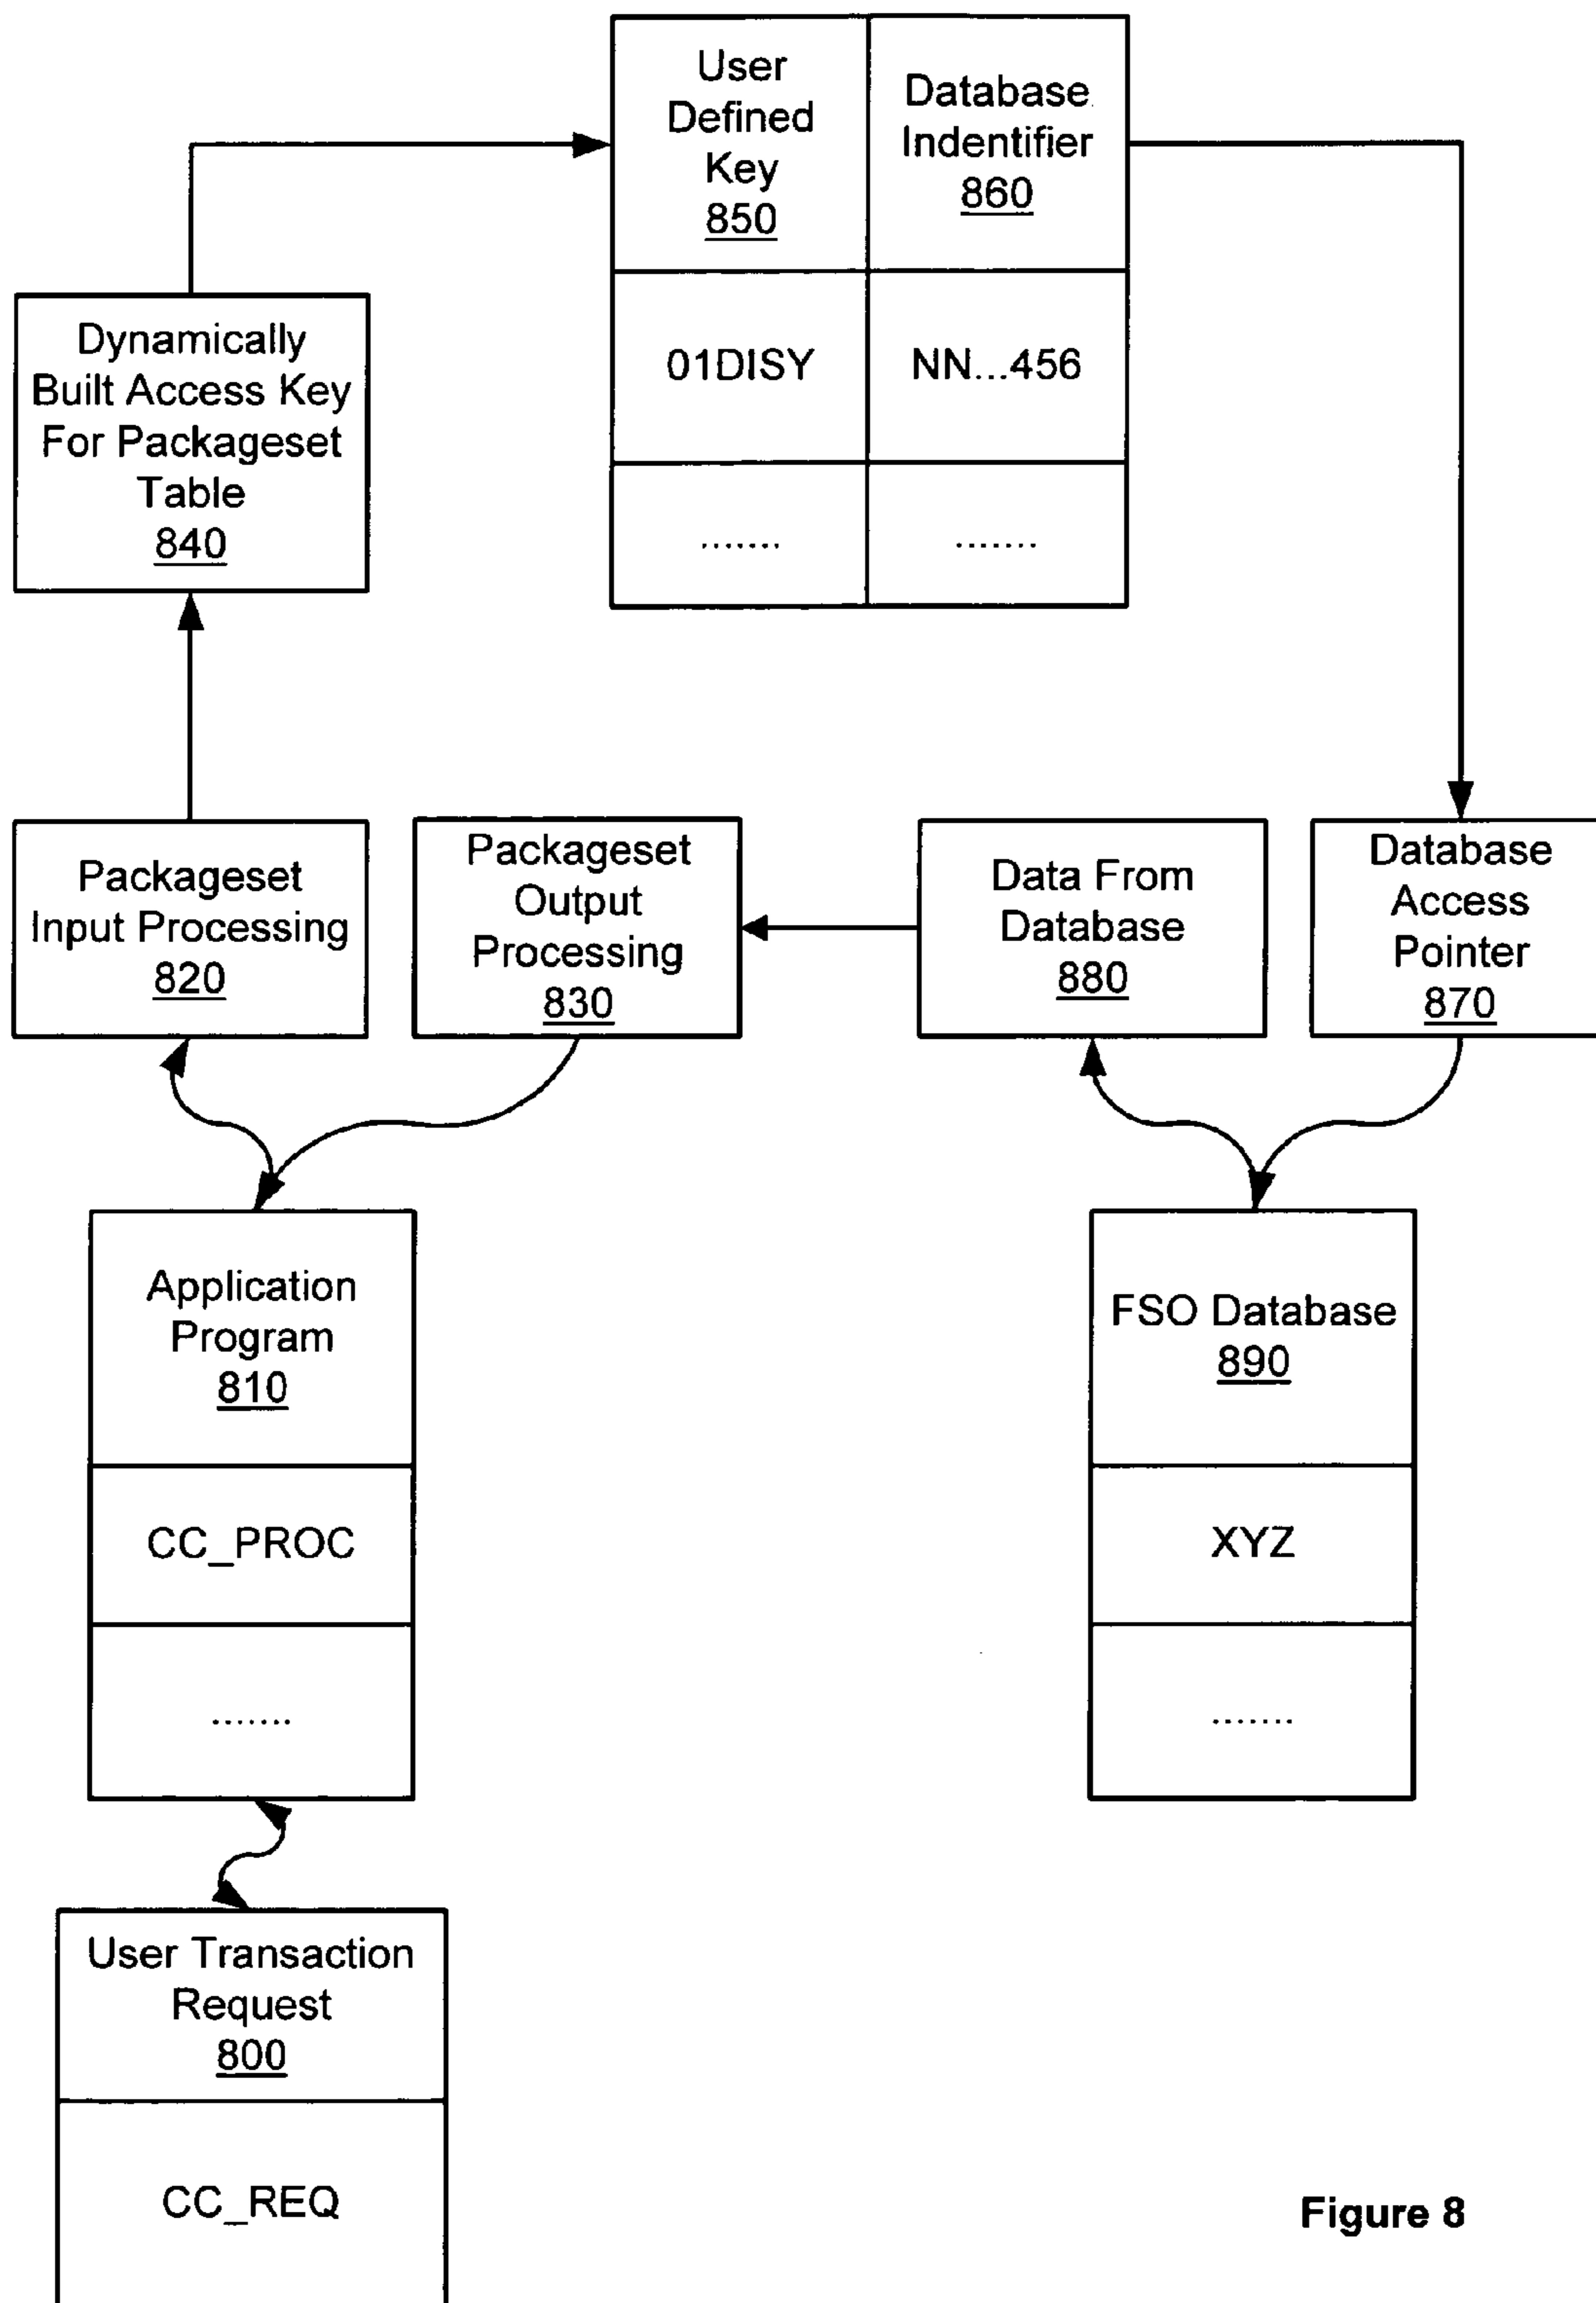 User
Defined
Key
850
Database
Indentifier
860
01DISY
NN...456
.......
.......
Dynamically
Built Access Key
For Packageset
Table
840
Packageset
Input Processing
820
Packageset
Output
Processing
830
Data From
Database
880
Database
Access
Pointer
870
Application
Program
810
CC_PROC
.......
FSO Database
890
XYZ
.......
User Transaction
Request
800
CC_REQ
Figure 8